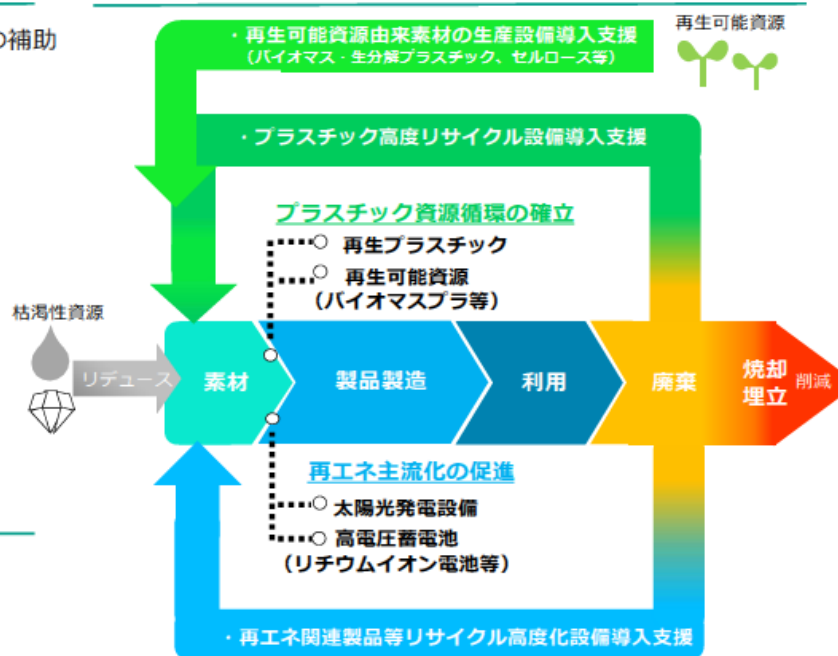 の補助
・再生可能資源由来素材の生産設備導入支援
（バイオマス・生分解プラスチック、セルロース等）
再生可能資源
・プラスチック高度リサイクル設備導入支援
プラスチック資源循環の確立
再生プラスチック
再生可能資源
（バイオマスプラ等）
枯渇性資源
リデュース
素材
製品製造
利用
廃棄
焼却
埋立
削減
再エネ主流化の促進
太陽光発電設備
高電圧蓄電池
（リチウムイオン電池等）
・再エネ関連製品等リサイクル高度化設備導入支援